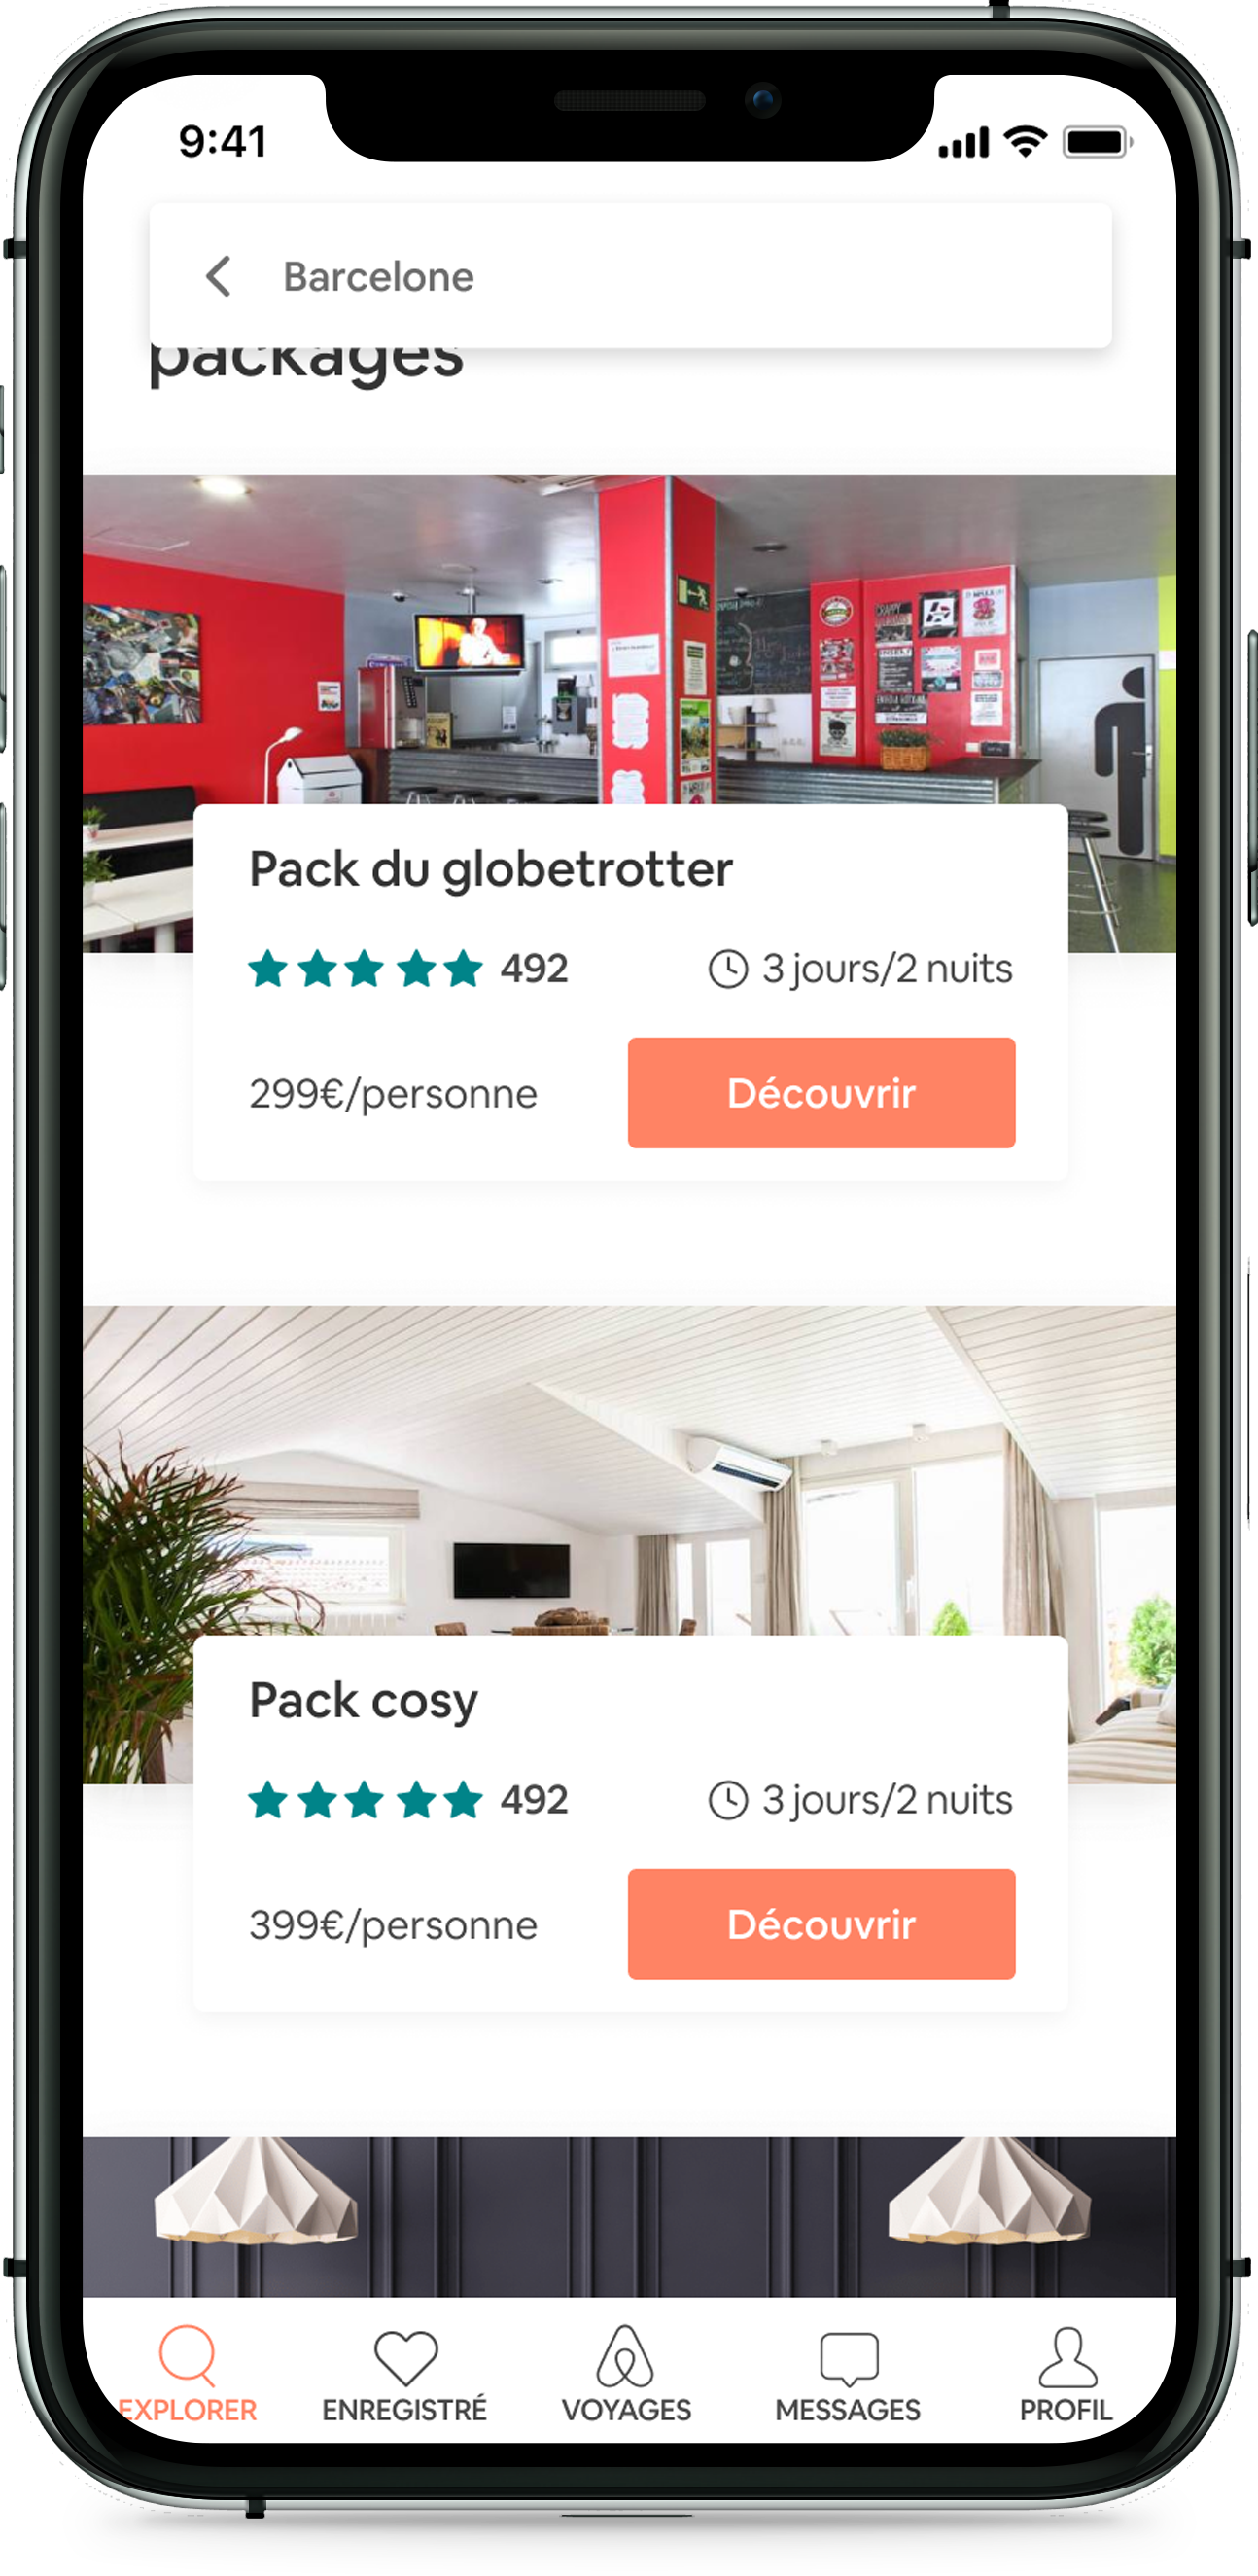 9:41
Barcelone
packages
Pack du globetrotter
492 3 jours/2 nuits
299€/personne Découvrir
Pack cosy
492 3 jours/2 nuits
399€/personne Découvrir
EXPLORER ENREGISTRÉ VOYAGES MESSAGES PROFIL